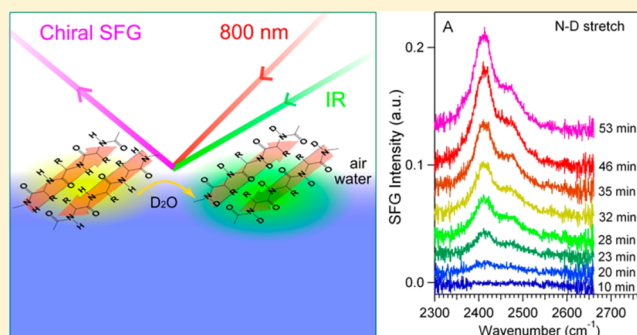 Chiral SFG
800 nm
IR
air
water
D₂O
A
N-D stretch
SFG Intensity (a.u.)
0.2
0.1
0.0
53 min
46 min
35 min
32 min
28 min
23 min
20 min
10 min
2300 2400 2500 2600 2700
Wavenumber (cm⁻¹)